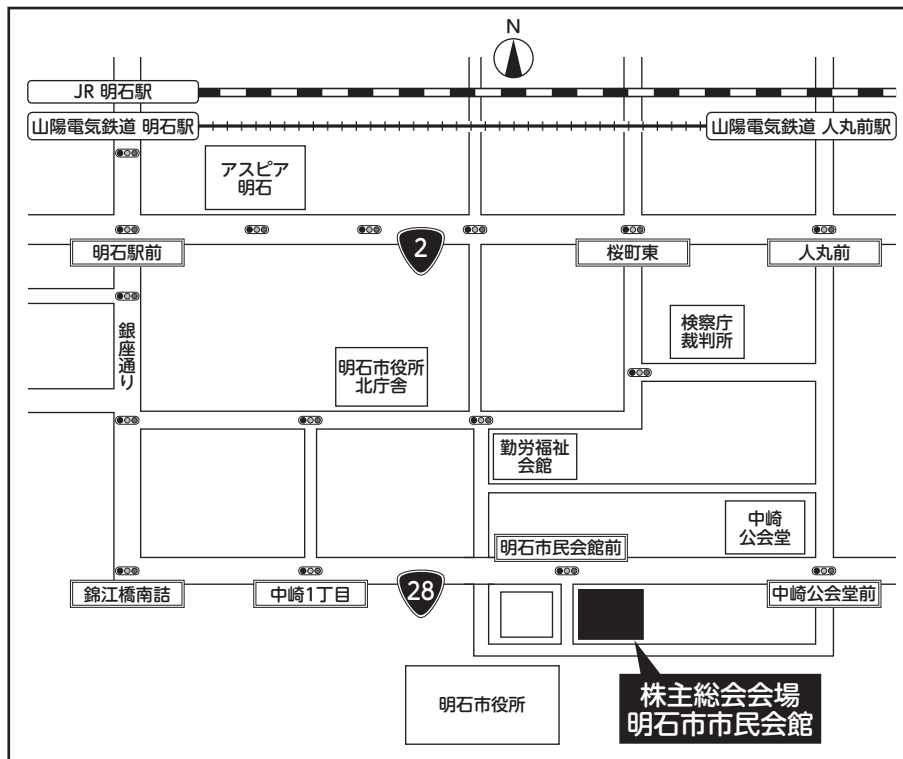 N
JR 明石駅
山陽電気鉄道 明石駅
山陽電気鉄道 人丸前駅
アスピア
明石
明石駅前
2
桜町東
人丸前
銀座通り
検察庁
裁判所
明石市役所
北庁舎
勤労福祉
会館
中崎
公会堂
明石市民会館前
錦江橋南詰
中崎1丁目
28
中崎公会堂前
明石市役所
株主総会会場
明石市市民会館